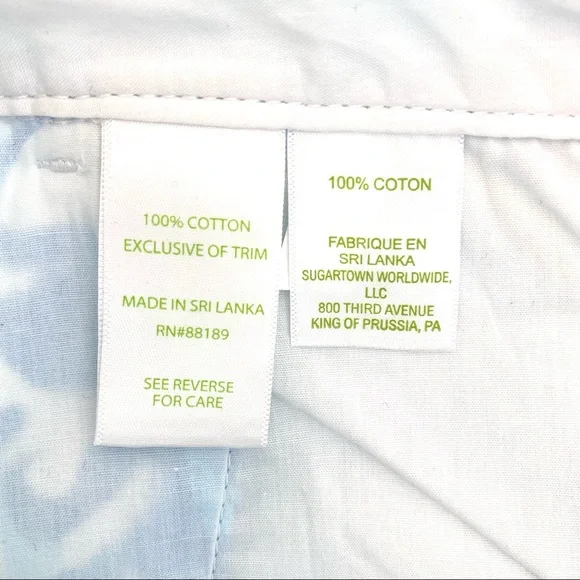 100% COTTON
EXCLUSIVE OF TRIM
MADE IN SRI LANKA
RN#88189
SEE REVERSE
FOR CARE
100% COTON
FABRIQUE EN
SRI LANKA
SUGARTOWN WORLDWIDE,
LLC
800 THIRD AVENUE
KING OF PRUSSIA, PA